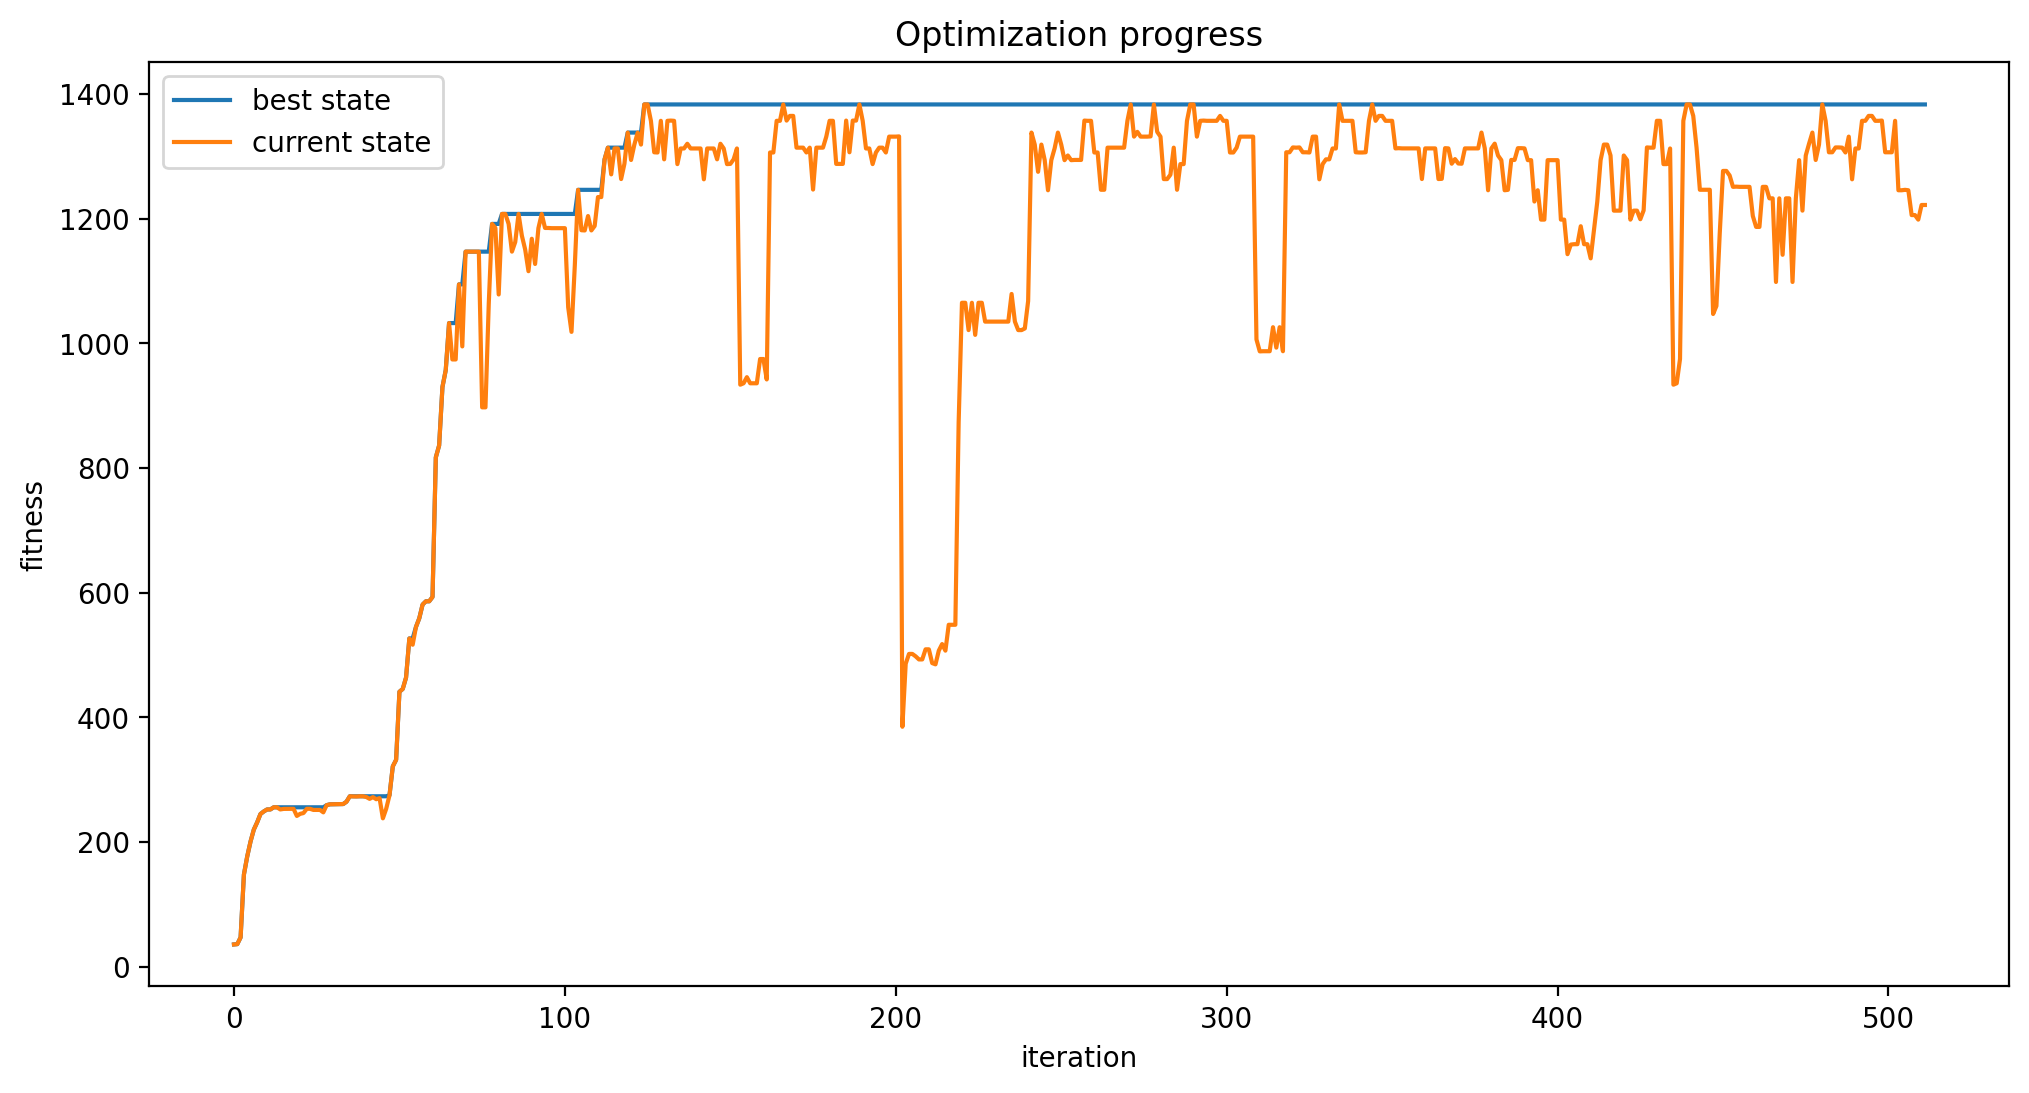 Optimization progress
best state
current state
fitness
1400
1200
1000
800
600
400
200
0
0 100 200 300 400 500
iteration